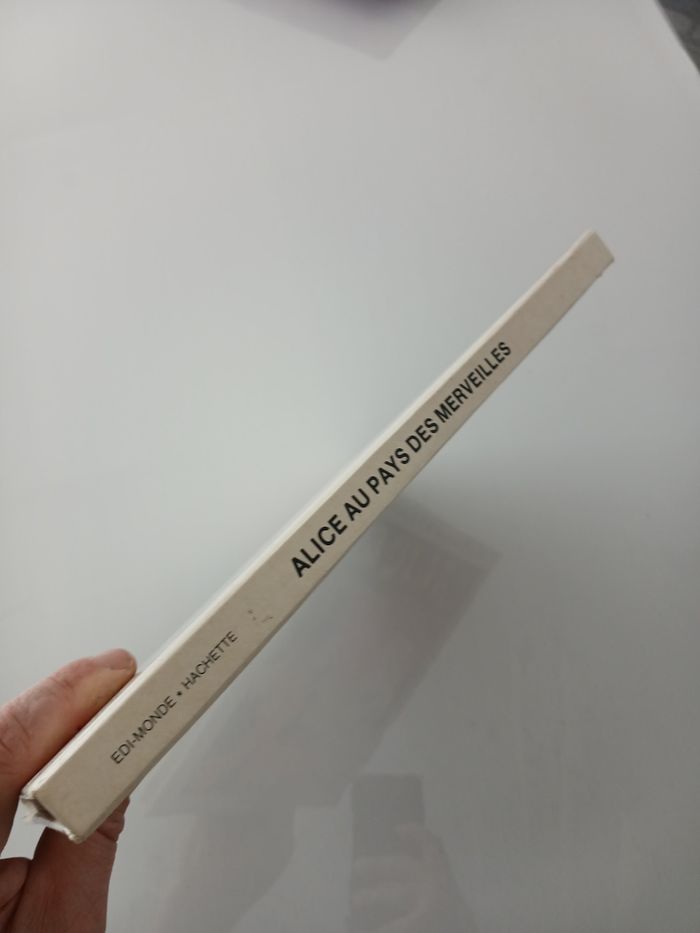 EDI-MONDE • HACHETTE
ALICE AU PAYS DES MERVEILLES